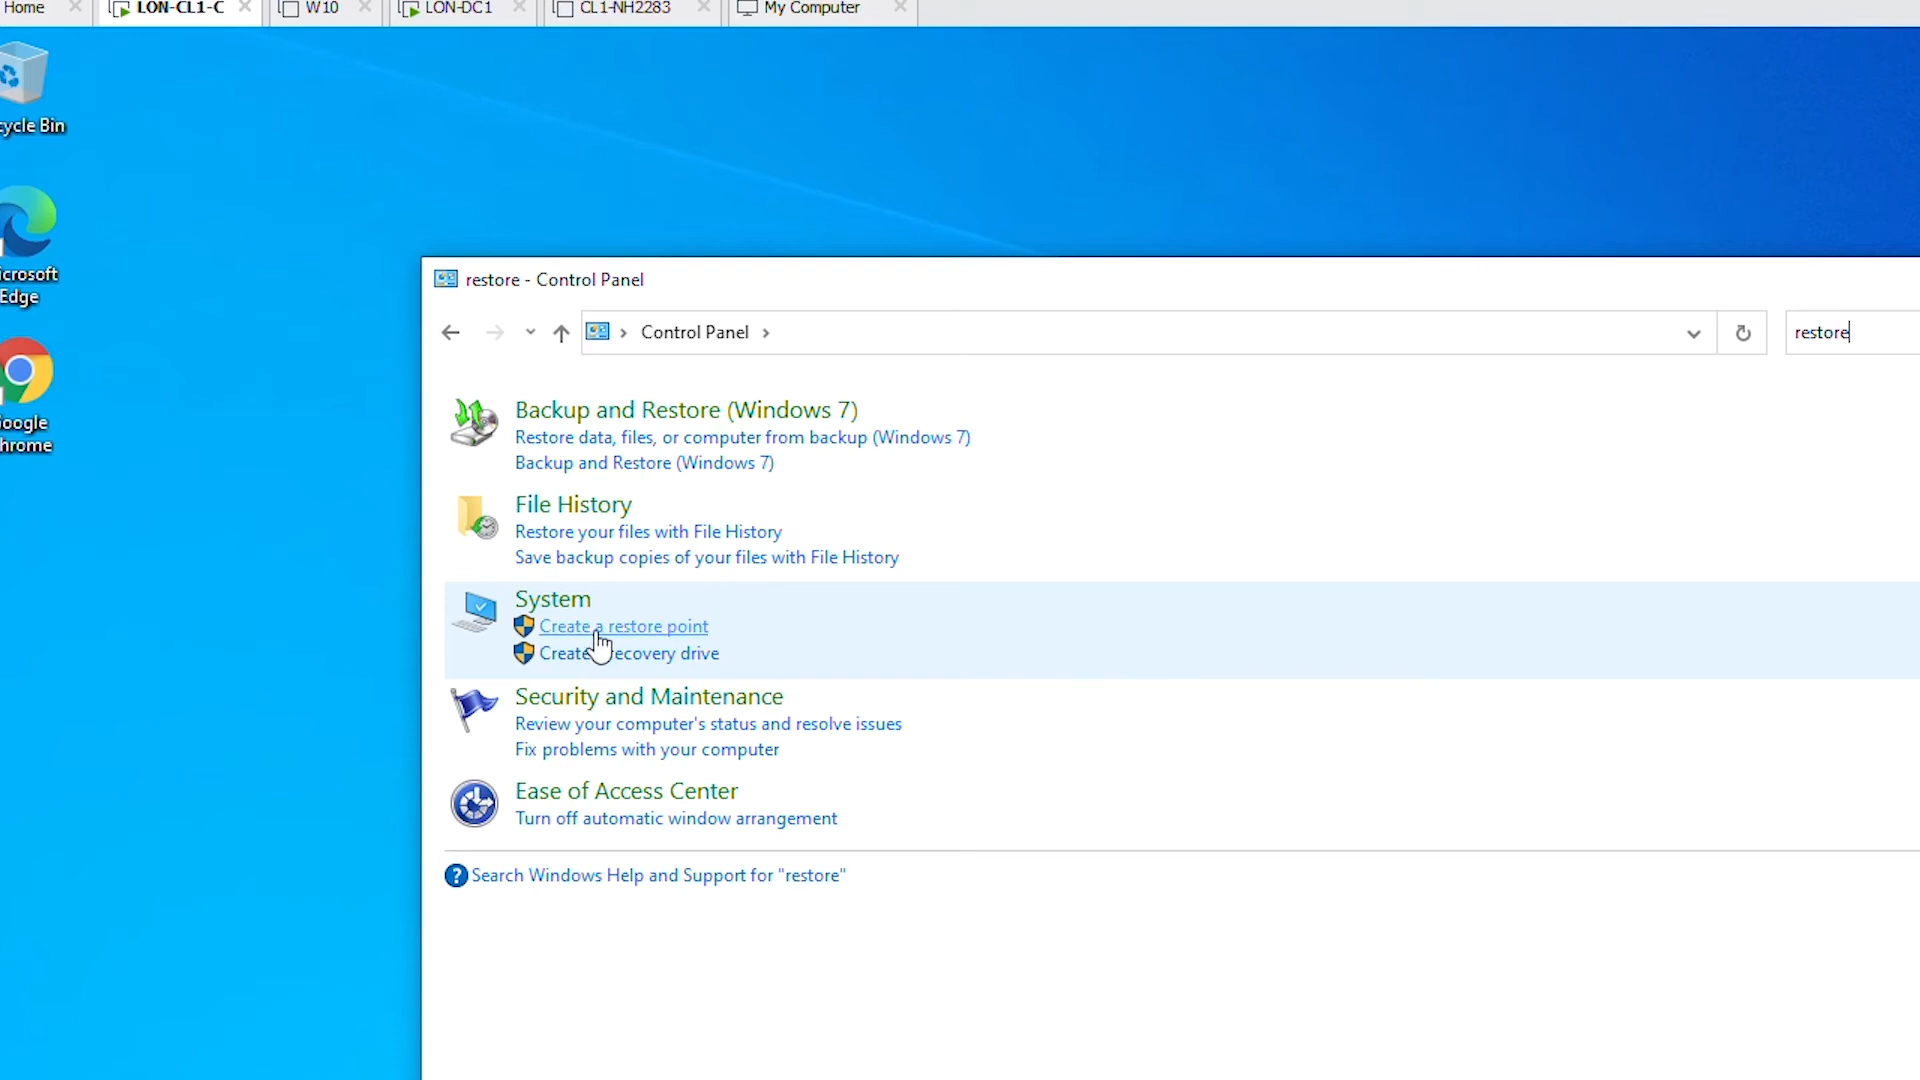 Home
LON-CL1-C
W10
LON-DC1
CL1-NH2283
My Computer
cycle Bin
icrosoft
Edge
oogle
hrome
restore - Control Panel
Control Panel
restore
Backup and Restore (Windows 7)
Restore data, files, or computer from backup (Windows 7)
Backup and Restore (Windows 7)
File History
Restore your files with File History
Save backup copies of your files with File History
System
Create a restore point
Create recovery drive
Security and Maintenance
Review your computer's status and resolve issues
Fix problems with your computer
Ease of Access Center
Turn off automatic window arrangement
Search Windows Help and Support for "restore"